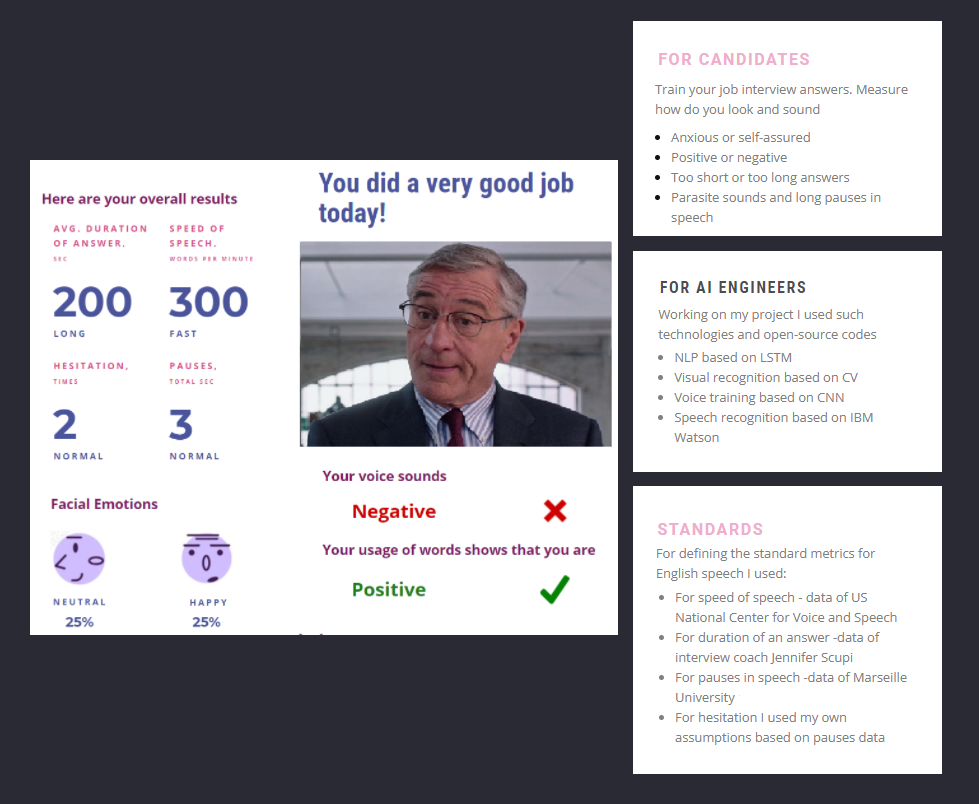 Here are your overall results
AVG. DURATION
OF ANSWER,
SEC
200
LONG
SPEED OF
SPEECH,
WORDS PER MINUTE
300
FAST
HESITATION,
TIMES
2
NORMAL
PAUSES,
TOTAL SEC
3
NORMAL
Facial Emotions
NEUTRAL
25%
HAPPY
25%
You did a very good job
today!
Your voice sounds
Negative
Your usage of words shows that you are
Positive
FOR CANDIDATES
Train your job interview answers. Measure
how do you look and sound
Anxious or self-assured
Positive or negative
Too short or too long answers
Parasite sounds and long pauses in
speech
FOR AI ENGINEERS
Working on my project I used such
technologies and open-source codes
NLP based on LSTM
Visual recognition based on CV
Voice training based on CNN
Speech recognition based on IBM
Watson
STANDARDS
For defining the standard metrics for
English speech I used:
For speed of speech - data of US
National Center for Voice and Speech
For duration of an answer -data of
interview coach Jennifer Scupi
For pauses in speech -data of Marseille
University
For hesitation I used my own
assumptions based on pauses data